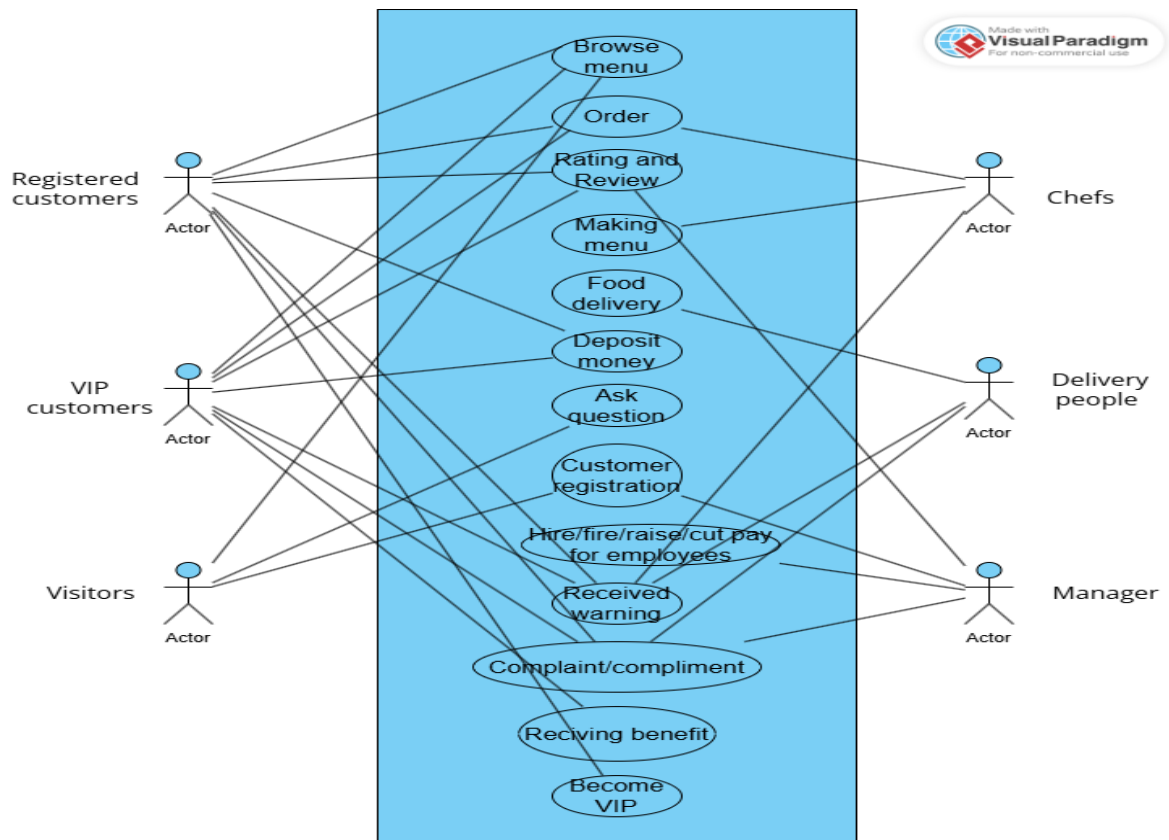 Made with
Visual Paradigm
For non-commercial use
Browse
menu
Order
Rating and
Review
Making
menu
Food
delivery
Deposit
money
Ask
question
Customer
registration
Hire/fire/raise/cut pay
for employees
Received
warning
Complaint/compliment
Reciving benefit
Become
VIP
Registered
customers
Actor
VIP
customers
Actor
Visitors
Actor
Chefs
Actor
Delivery
people
Actor
Manager
Actor